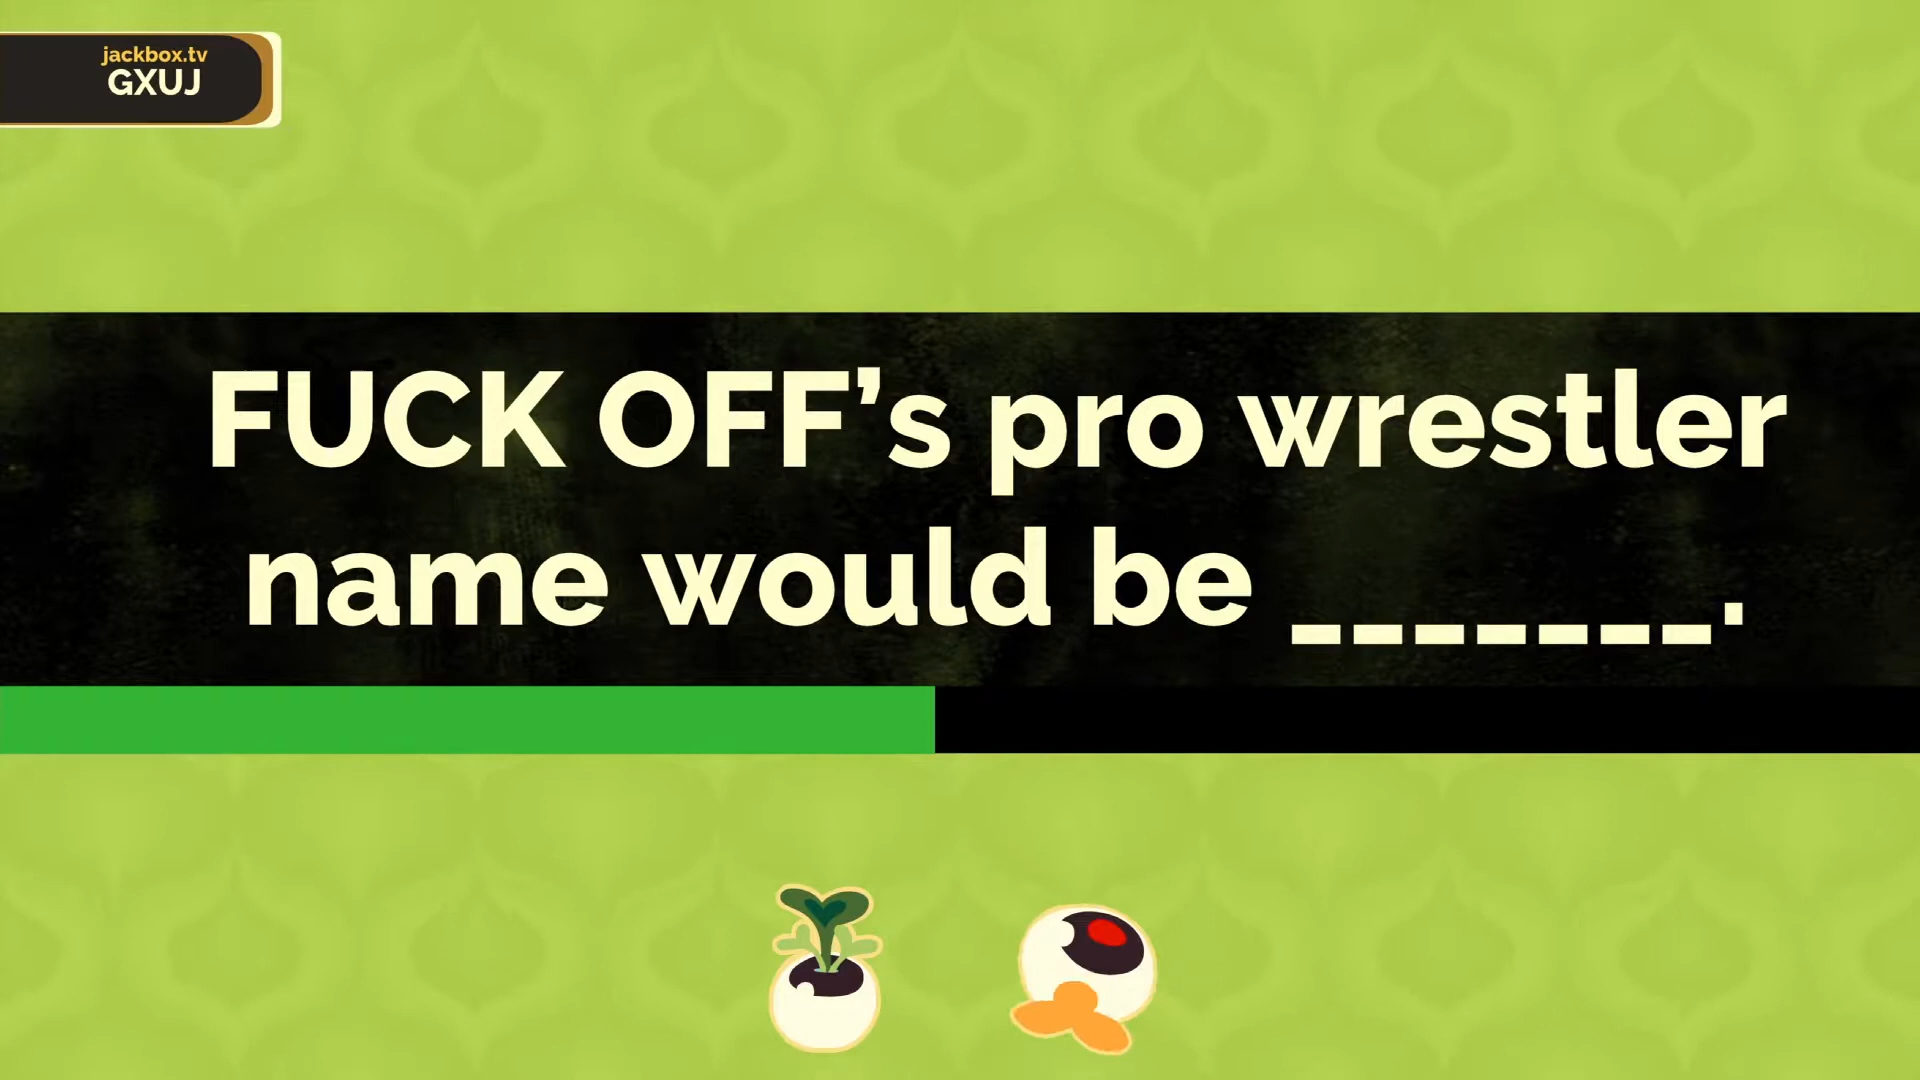 jackbox.tv
GXUJ
FUCK OFF’s pro wrestler
name would be _______.